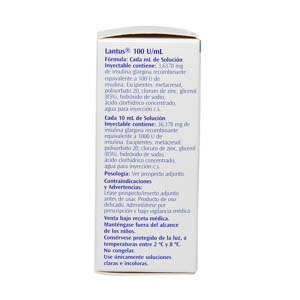 Lantus® 100 U/mL
Fórmula: Cada mL de Solución
Inyectable contiene: 3,6378 mg
de insulina glargina recombinante
equivalente a 100 U de
insulina. Excipientes: metacresol,
polisorbato 20, cloruro de zinc, glicerol
(85%), hidróxido de sodio,
ácido clorhídrico concentrado,
agua para inyección c.s.
Cada 10 mL de Solución
Inyectable contiene: 36,378 mg de
insulina glargina recombinante
equivalente a 1000 U de
insulina. Excipientes: metacresol,
polisorbato 20, cloruro de zinc, glicerol
(85%), hidróxido de sodio,
ácido clorhídrico concentrado,
agua para inyección c.s.
Posología: Ver prospecto adjunto
Contraindicaciones
y Advertencias:
Léase prospecto/inserto adjunto
antes de usar. Producto de uso
delicado. Adminístrese por
prescripción y bajo vigilancia médica.
Venta bajo receta médica.
Manténgase fuera del alcance
de los niños.
Consérvese protegido de la luz, a
temperaturas entre 2 °C y 8 °C.
No congelar.
Use únicamente soluciones
claras e incoloras.